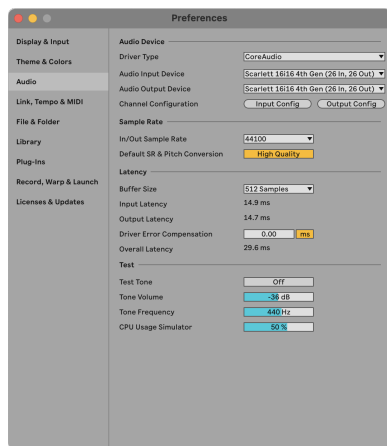 Preferences
Display & Input
Theme & Colors
Audio
Link, Tempo & MIDI
File & Folder
Library
Plug-Ins
Record, Warp & Launch
Licenses & Updates
Audio Device
Driver Type CoreAudio
Audio Input Device Scarlett 16i16 4th Gen (26 In, 26 Out)
Audio Output Device Scarlett 16i16 4th Gen (26 In, 26 Out)
Channel Configuration Input Config Output Config
Sample Rate
In/Out Sample Rate 44100
Default SR & Pitch Conversion High Quality
Latency
Buffer Size 512 Samples
Input Latency 14.9 ms
Output Latency 14.7 ms
Driver Error Compensation 0.00 ms
Overall Latency 29.6 ms
Test
Test Tone Off
Tone Volume -36 dB
Tone Frequency 440 Hz
CPU Usage Simulator 50 %